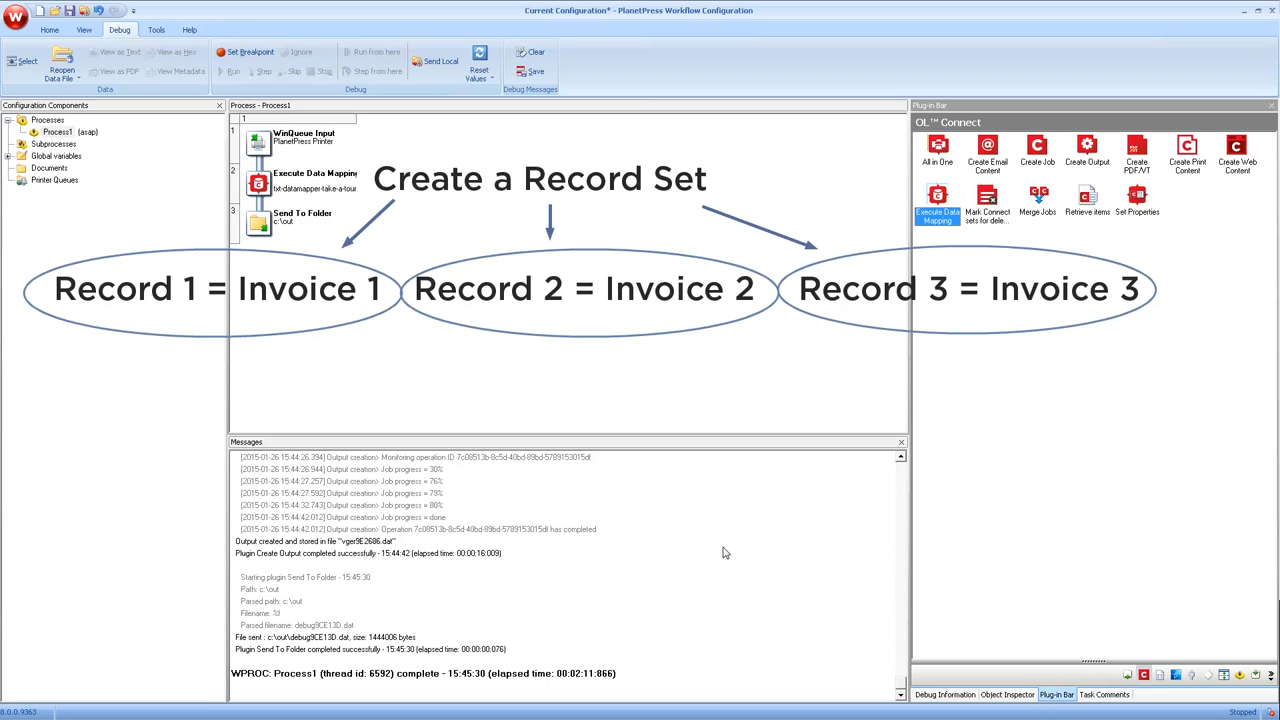 Current Configuration* - PlanetPress Workflow Configuration
Home
View
Debug
Tools
Help
Select
Reopen
Data File
View as Text
View as Hex
View as PDF
View Metadata
Data
Set Breakpoint
Ignore
Run
Step
Skip
Stop
Run from here
Step from here
Send Local
Reset
Values
Debug
Clear
Save
Debug Messages
Configuration Components
Processes
Process1 (asap)
Subprocesses
Global variables
Documents
Printer Queues
Process - Process1
1
1
WinQueue Input
PlanetPress Printer
2
Execute Data Mapping
txt-datamapper-take-a-tour
3
Send To Folder
c:\out
Create a Record Set
Record 1 = Invoice 1
Record 2 = Invoice 2
Record 3 = Invoice 3
Plug-in Bar
OL™ Connect
All in One
Create Email
Content
Create Job
Create Output
Create
PDF/VT
Create Print
Content
Create Web
Content
Execute Data
Mapping
Mark Connect
sets for dele...
Merge Jobs
Retrieve items
Set Properties
Messages
[2015-01-26 15:44:26.394] Output creation> Monitoring operation ID 7c08513b-8c5d-40bd-89bd-5789153015df
[2015-01-26 15:44:26.944] Output creation> Job progress = 30%
[2015-01-26 15:44:27.257] Output creation> Job progress = 76%
[2015-01-26 15:44:27.592] Output creation> Job progress = 79%
[2015-01-26 15:44:32.743] Output creation> Job progress = 80%
[2015-01-26 15:44:42.012] Output creation> Job progress = done
[2015-01-26 15:44:42.012] Output creation> Operation 7c08513b-8c5d-40bd-89bd-5789153015df has completed
Output created and stored in file "vger9E2686.dat"
Plugin Create Output completed successfully - 15:44:42 (elapsed time: 00:00:16:009)
Starting plugin Send To Folder - 15:45:30
Path: c:\out
Parsed path: c:\out
Filename: %f
Parsed filename: debug9CE13D.dat
File sent : c:\out\debug9CE13D.dat, size: 1444006 bytes
Plugin Send To Folder completed successfully - 15:45:30 (elapsed time: 00:00:00:076)
WPROC: Process1 (thread id: 6592) complete - 15:45:30 (elapsed time: 00:02:11:866)
Debug Information
Object Inspector
Plug-in Bar
Task Comments
8.0.0.9363
Stopped